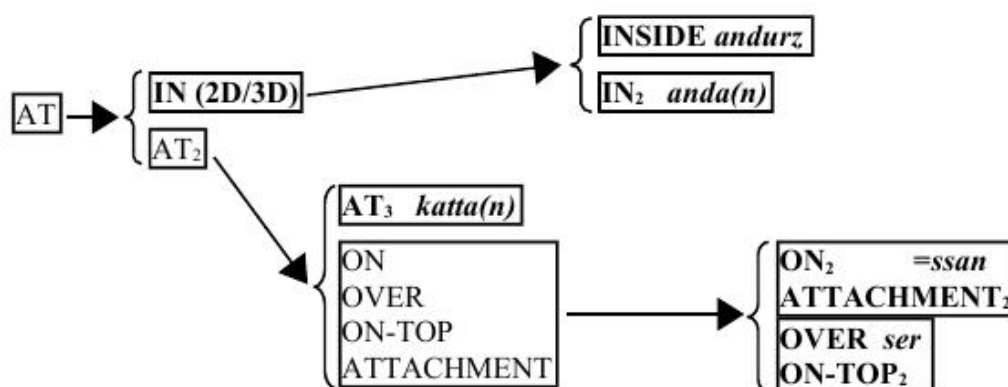 INSIDE andurz
IN (2D/3D)
IN₂ anda(n)
AT
AT₂
AT₃ katta(n)
ON
OVER
ON-TOP
ATTACHMENT
ON₂ =ssan
ATTACHMENT₂
OVER ser
ON-TOP₂